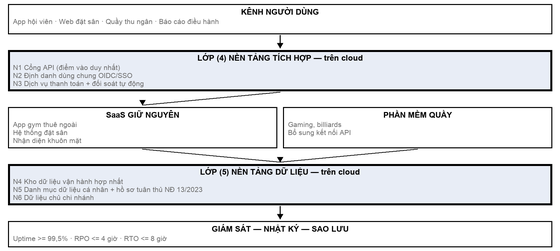 KÊNH NGƯỜI DÙNG
App hội viên · Web đặt sân · Quầy thu ngân · Báo cáo điều hành
LỚP (4) NỀN TẢNG TÍCH HỢP — trên cloud
N1 Cổng API (điểm vào duy nhất)
N2 Định danh dùng chung OIDC/SSO
N3 Dịch vụ thanh toán + đối soát tự động
SaaS GIỮ NGUYÊN
App gym thuê ngoài
Hệ thống đặt sân
Nhận diện khuôn mặt
PHẦN MỀM QUẦY
Gaming, billiards
Bổ sung kết nối API
LỚP (5) NỀN TẢNG DỮ LIỆU — trên cloud
N4 Kho dữ liệu vận hành hợp nhất
N5 Danh mục dữ liệu cá nhân + hồ sơ tuân thủ NĐ 13/2023
N6 Dữ liệu chủ chi nhánh
GIÁM SÁT — NHẬT KÝ — SAO LƯU
Uptime >= 99,5% · RPO <= 4 giờ · RTO <= 8 giờ